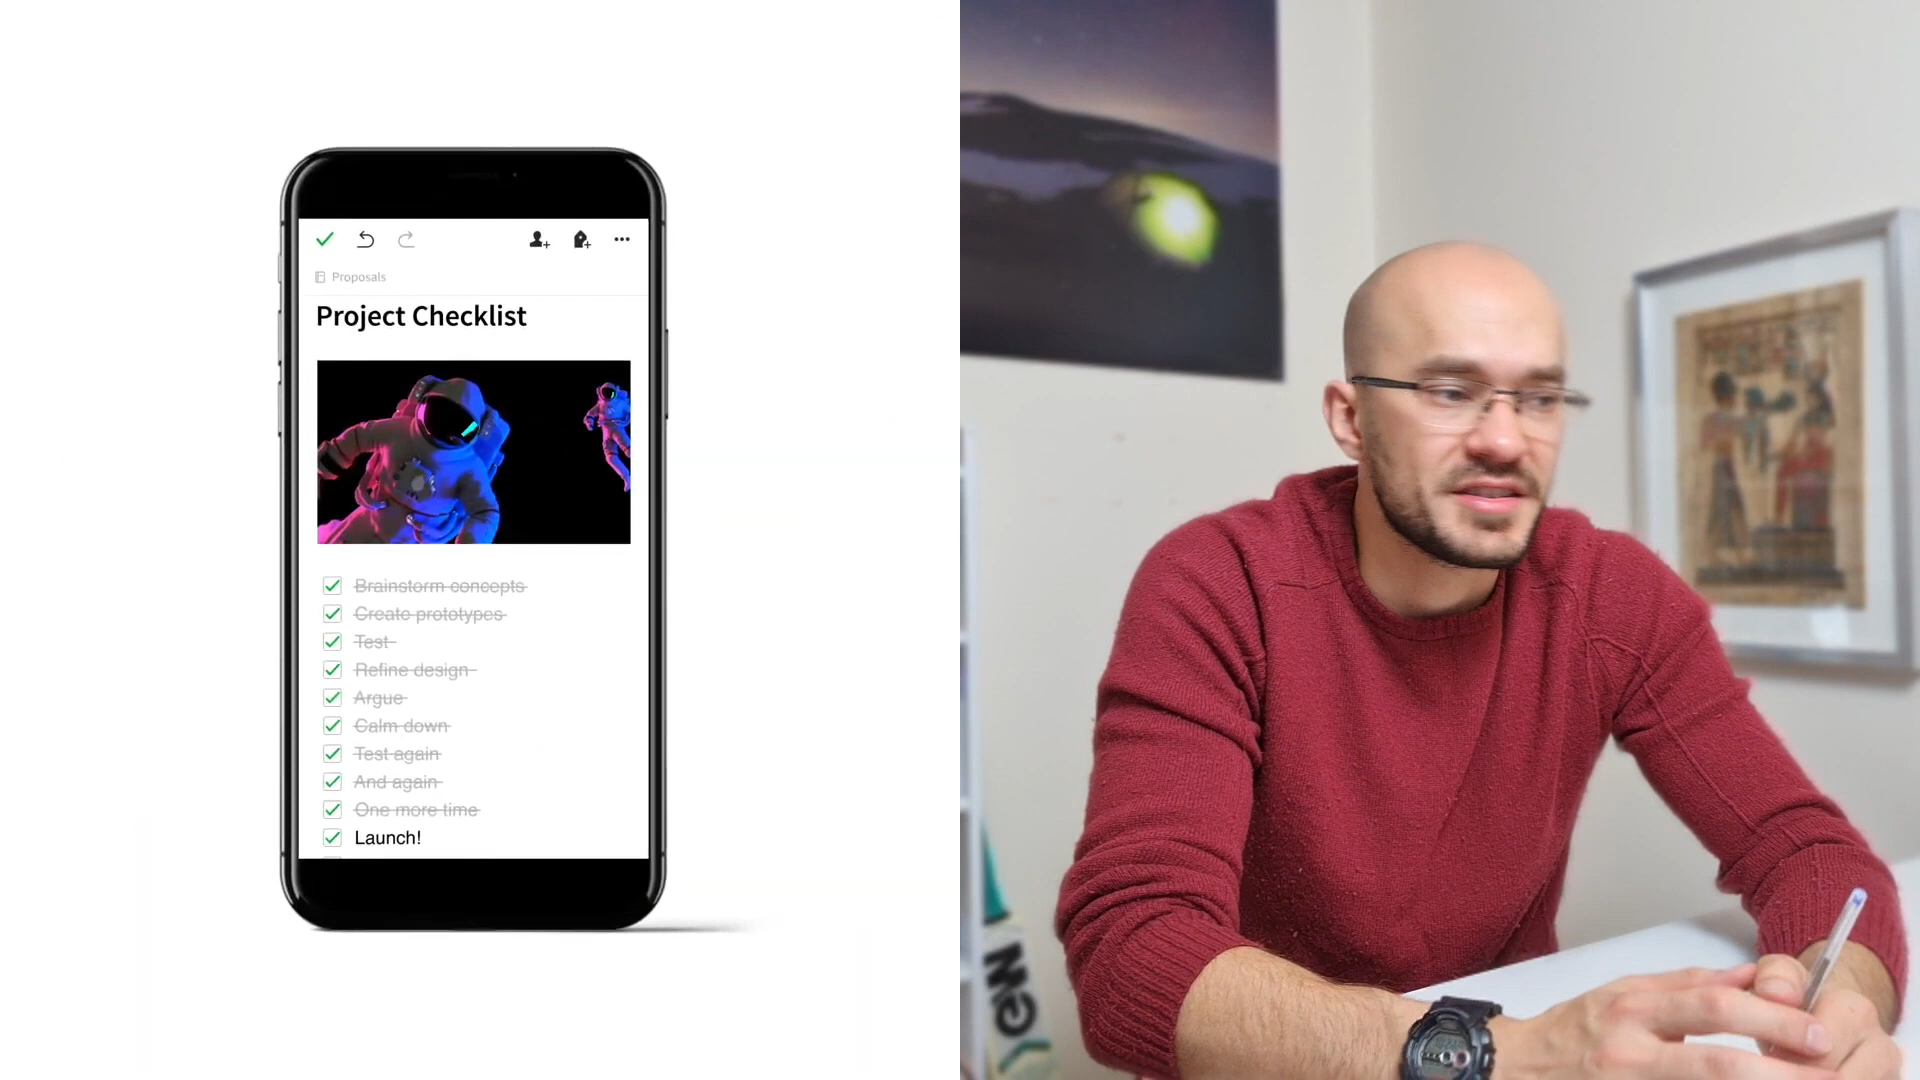 Proposals
Project Checklist
Brainstorm concepts
Create prototypes
Test
Refine design
Argue
Calm down
Test again
And again
One more time
Launch!